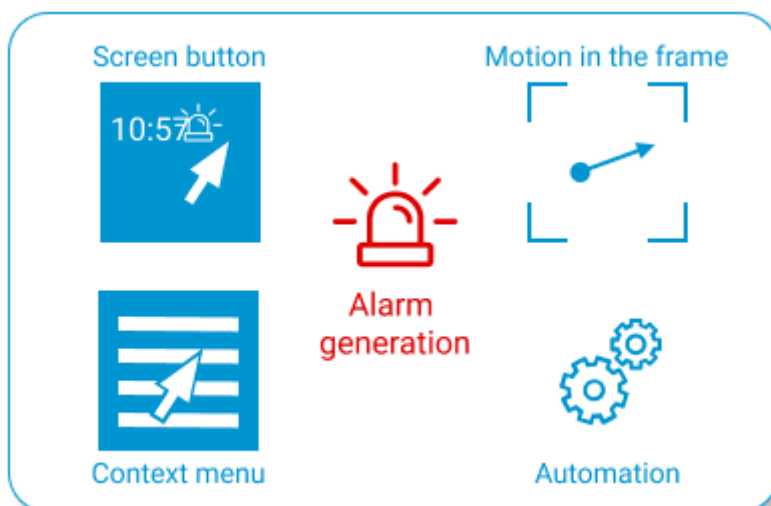 Screen button
Motion in the frame
10:57
Alarm
generation
Context menu
Automation